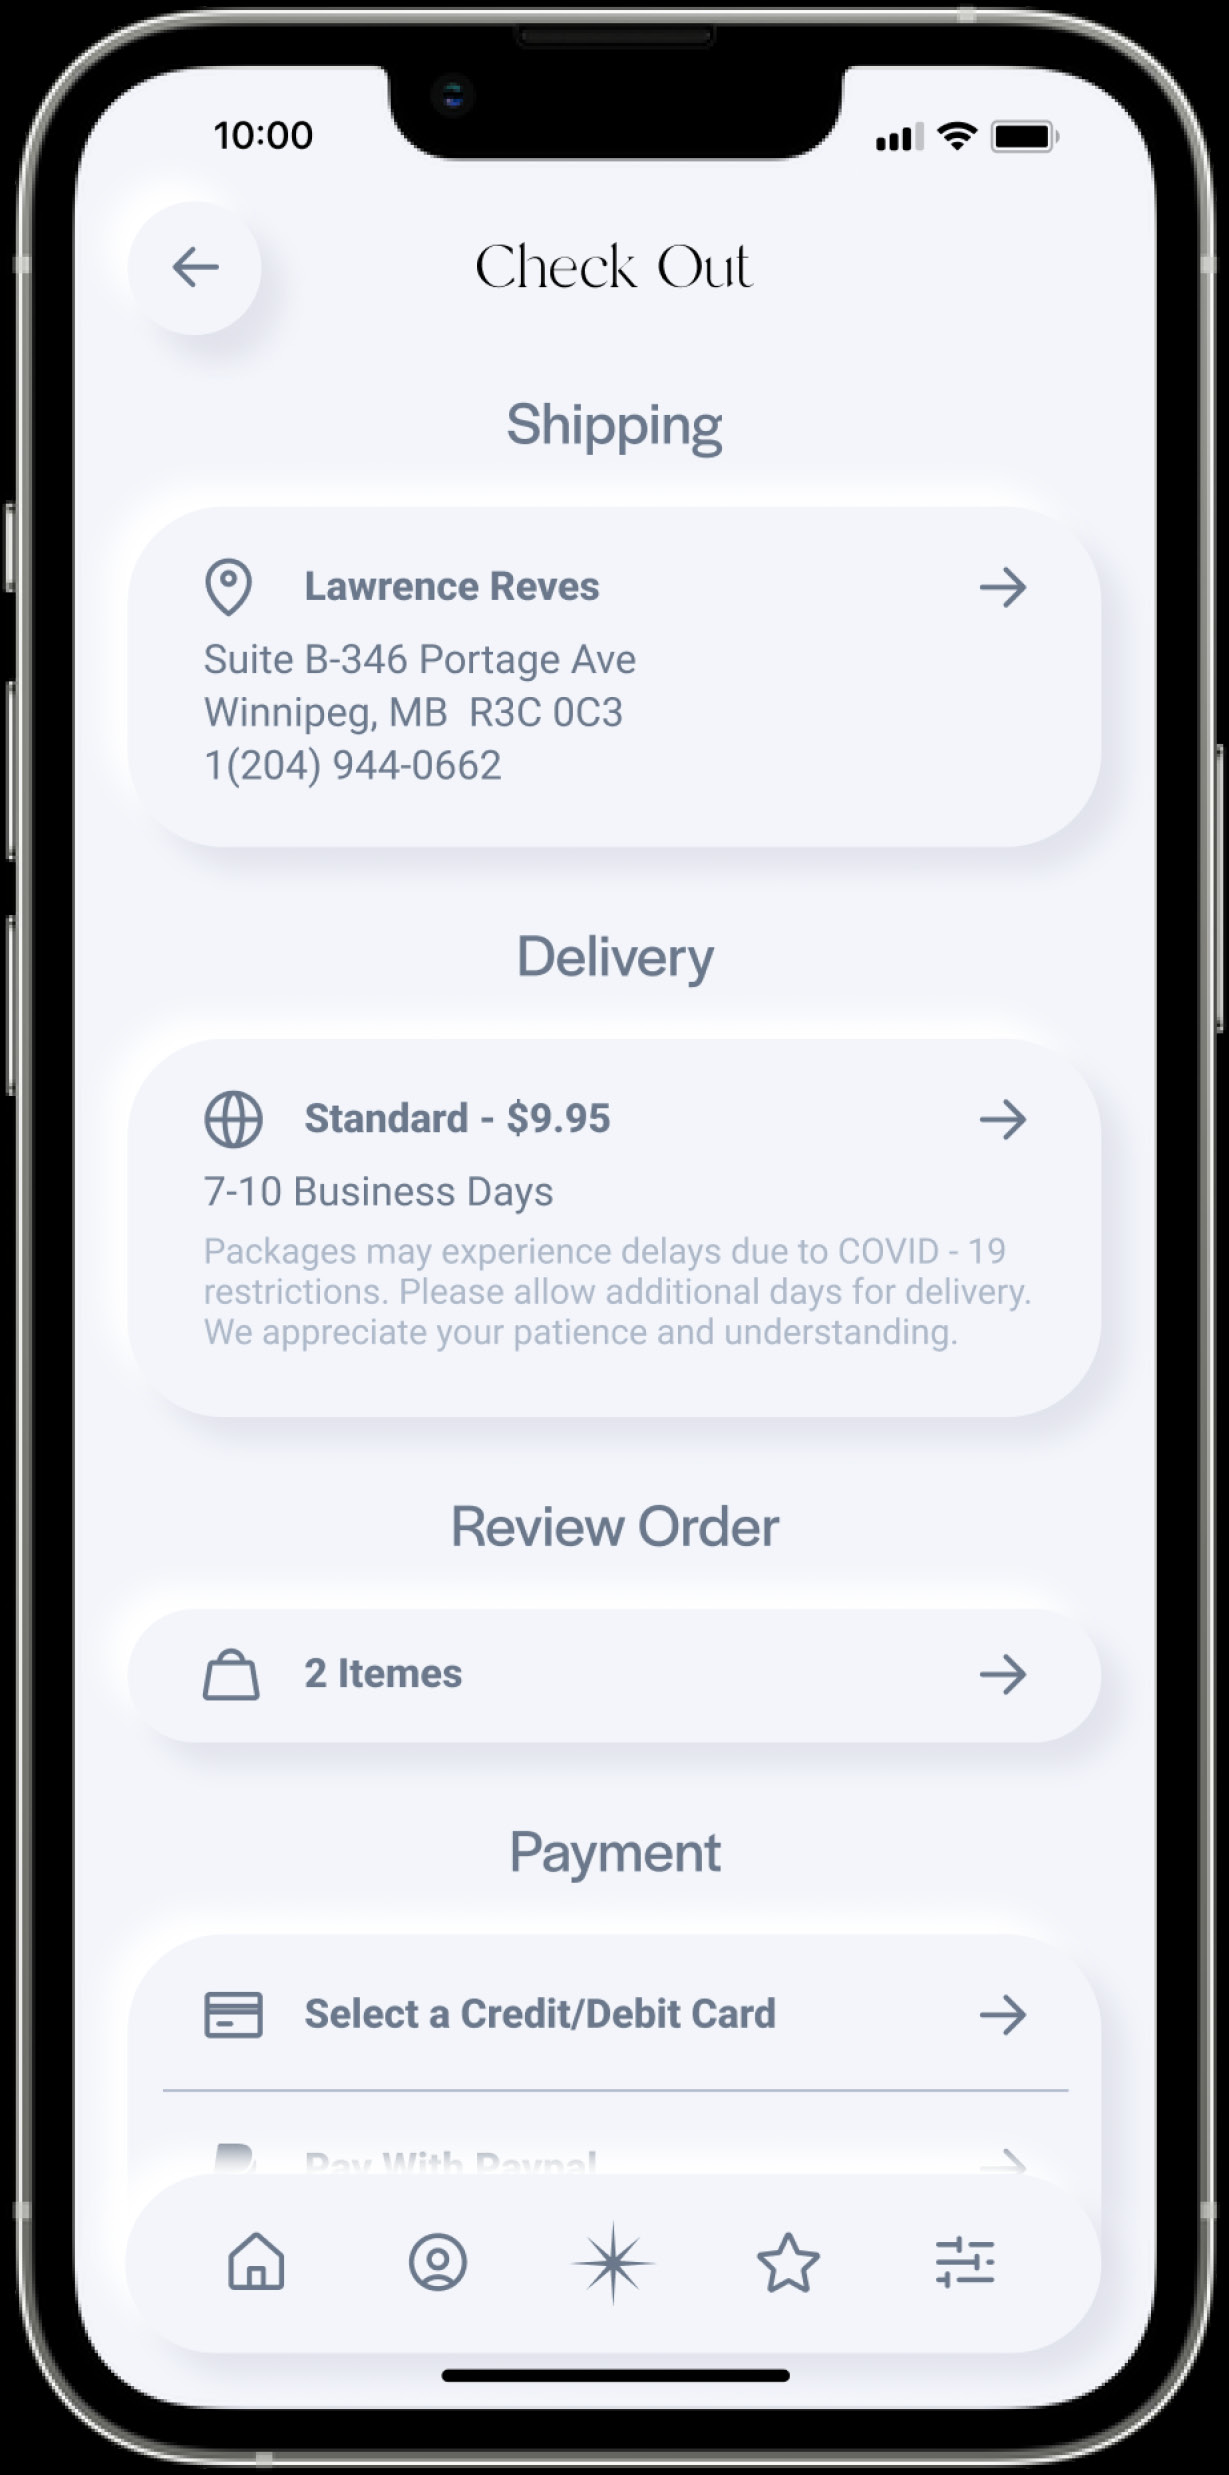 10:00
Check Out
Shipping
Lawrence Reves
Suite B-346 Portage Ave
Winnipeg, MB  R3C 0C3
1(204) 944-0662
Delivery
Standard - $9.95
7-10 Business Days
Packages may experience delays due to COVID - 19
restrictions. Please allow additional days for delivery.
We appreciate your patience and understanding.
Review Order
2 Itemes
Payment
Select a Credit/Debit Card
Pay With Paypal